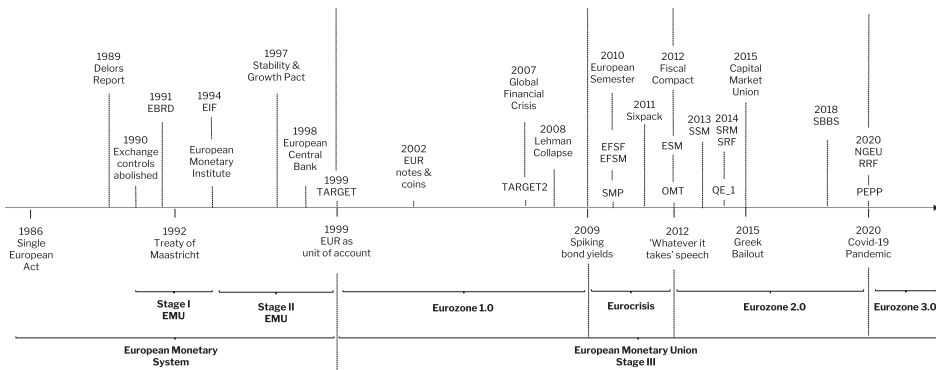 1989
Delors
Report
1990
Exchange
controls
abolished
1991
EBRD
1994
EIF
European
Monetary
Institute
1997
Stability &
Growth Pact
1998
European
Central
Bank
1999
TARGET
2002
EUR
notes &
coins
2007
Global
Financial
Crisis
TARGET2
2008
Lehman
Collapse
2010
European
Semester
EFSF
EFSM
SMP
2011
Sixpack
2012
Fiscal
Compact
ESM
OMT
2013
SSM
2014
SRM
SRF
QE_1
2015
Capital
Market
Union
2018
SBBS
2020
NGEU
RRF
PEPP
1986
Single
European
Act
1992
Treaty of
Maastricht
1999
EUR as
unit of account
2009
Spiking
bond yields
2012
'Whatever it
takes' speech
2015
Greek
Bailout
2020
Covid-19
Pandemic
Stage I
EMU
Stage II
EMU
Eurozone 1.0
Eurocrisis
Eurozone 2.0
Eurozone 3.0
European Monetary
System
European Monetary Union
Stage III